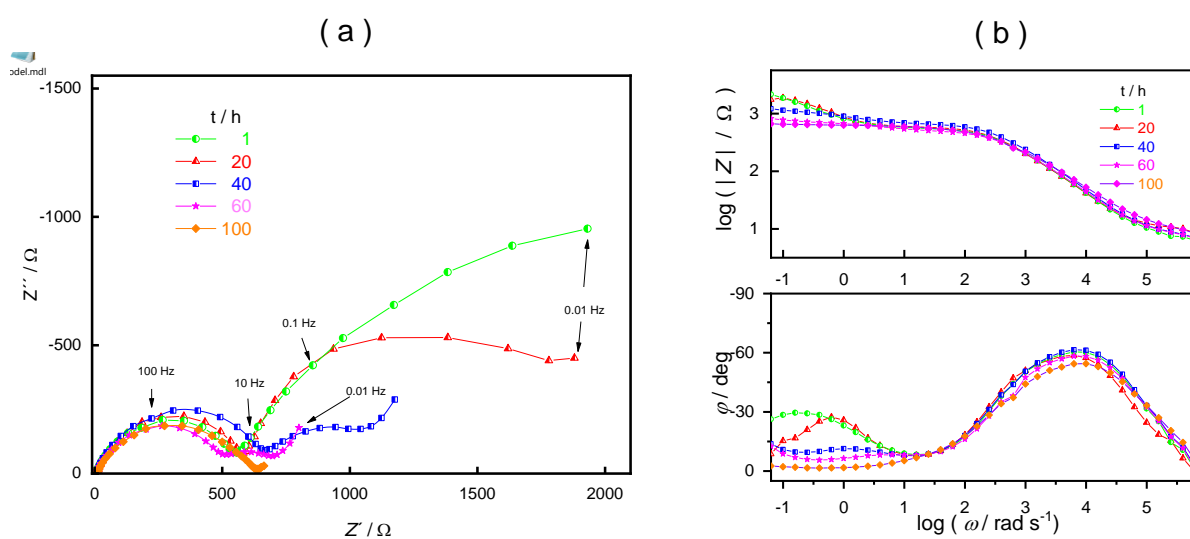 ( a )
odel.mdl
-1500
-1000
-500
0
Z´´ / Ω
t / h
1
20
40
60
100
100 Hz
10 Hz
0.1 Hz
0.01 Hz
0.01 Hz
0 500 1000 1500 2000
Z´ / Ω
( b )
3
2
1
log ( | Z | / Ω )
t / h
1
20
40
60
100
-1 0 1 2 3 4 5
-90
-60
-30
0
φ / deg
-1 0 1 2 3 4 5
log ( ω / rad s⁻¹)